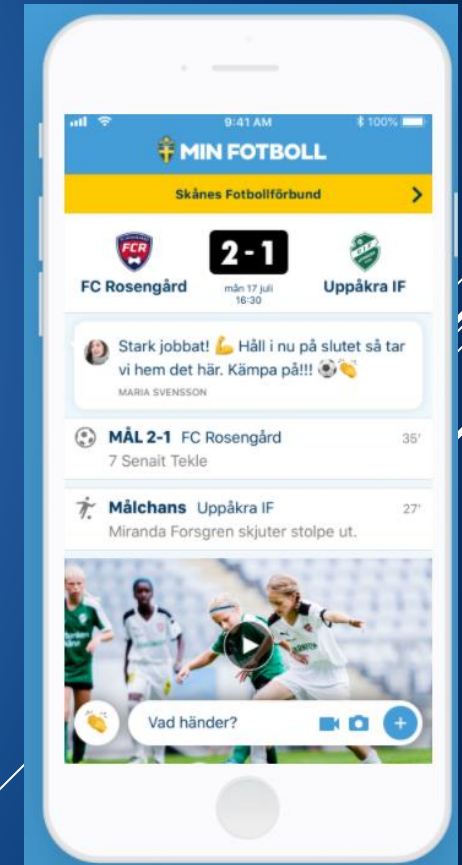 9:41 AM
100%
MIN FOTBOLL
Skånes Fotbollförbund
FCR
2-1
FC Rosengård
mån 17 juli
16:30
Uppåkra IF
Stark jobbat! 💪 Håll i nu på slutet så tar
vi hem det här. Kämpa på!!! ⚽👏
MARIA SVENSSON
MÅL 2-1 FC Rosengård 35'
7 Senait Tekle
Målchans Uppåkra IF 27'
Miranda Forsgren skjuter stolpe ut.
Vad händer?